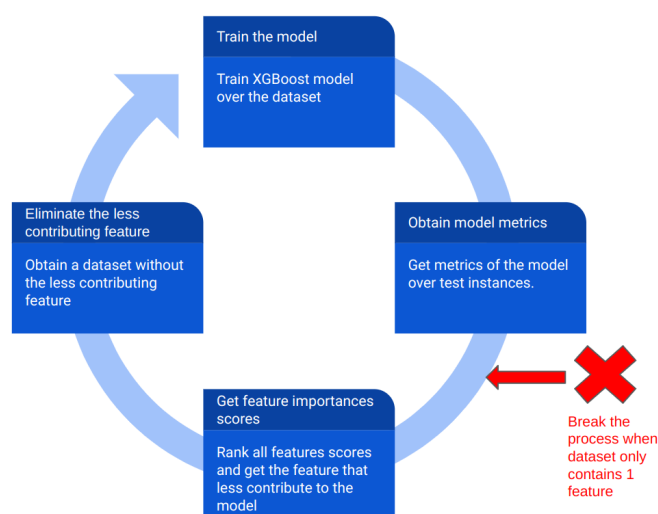 Train the model
Train XGBoost model
over the dataset
Obtain model metrics
Get metrics of the model
over test instances.
Break the
process when
dataset only
contains 1
feature
Get feature importances
scores
Rank all features scores
and get the feature that
less contribute to the
model
Eliminate the less
contributing feature
Obtain a dataset without
the less contributing
feature